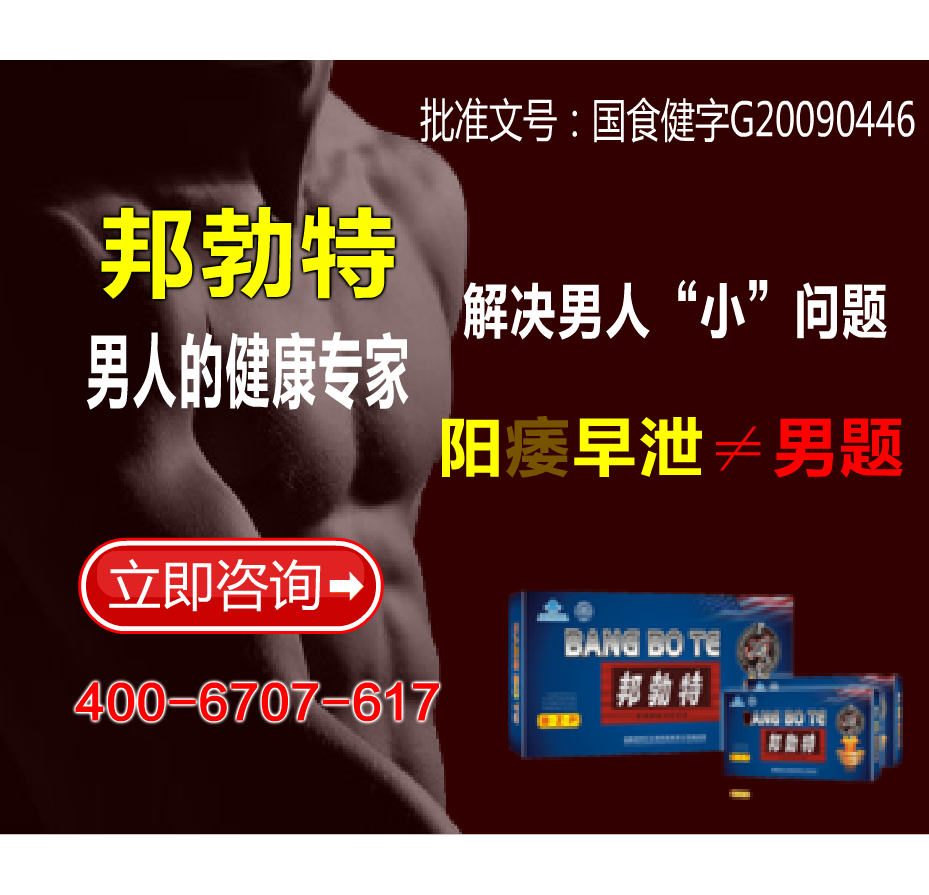 批准文号：国食健字G20090446
邦勃特
男人的健康专家
解决男人“小”问题
阳痿早泄≠男题
立即咨询
400-6707-617
BANG BO TE
邦勃特
BANG BO TE
邦勃特